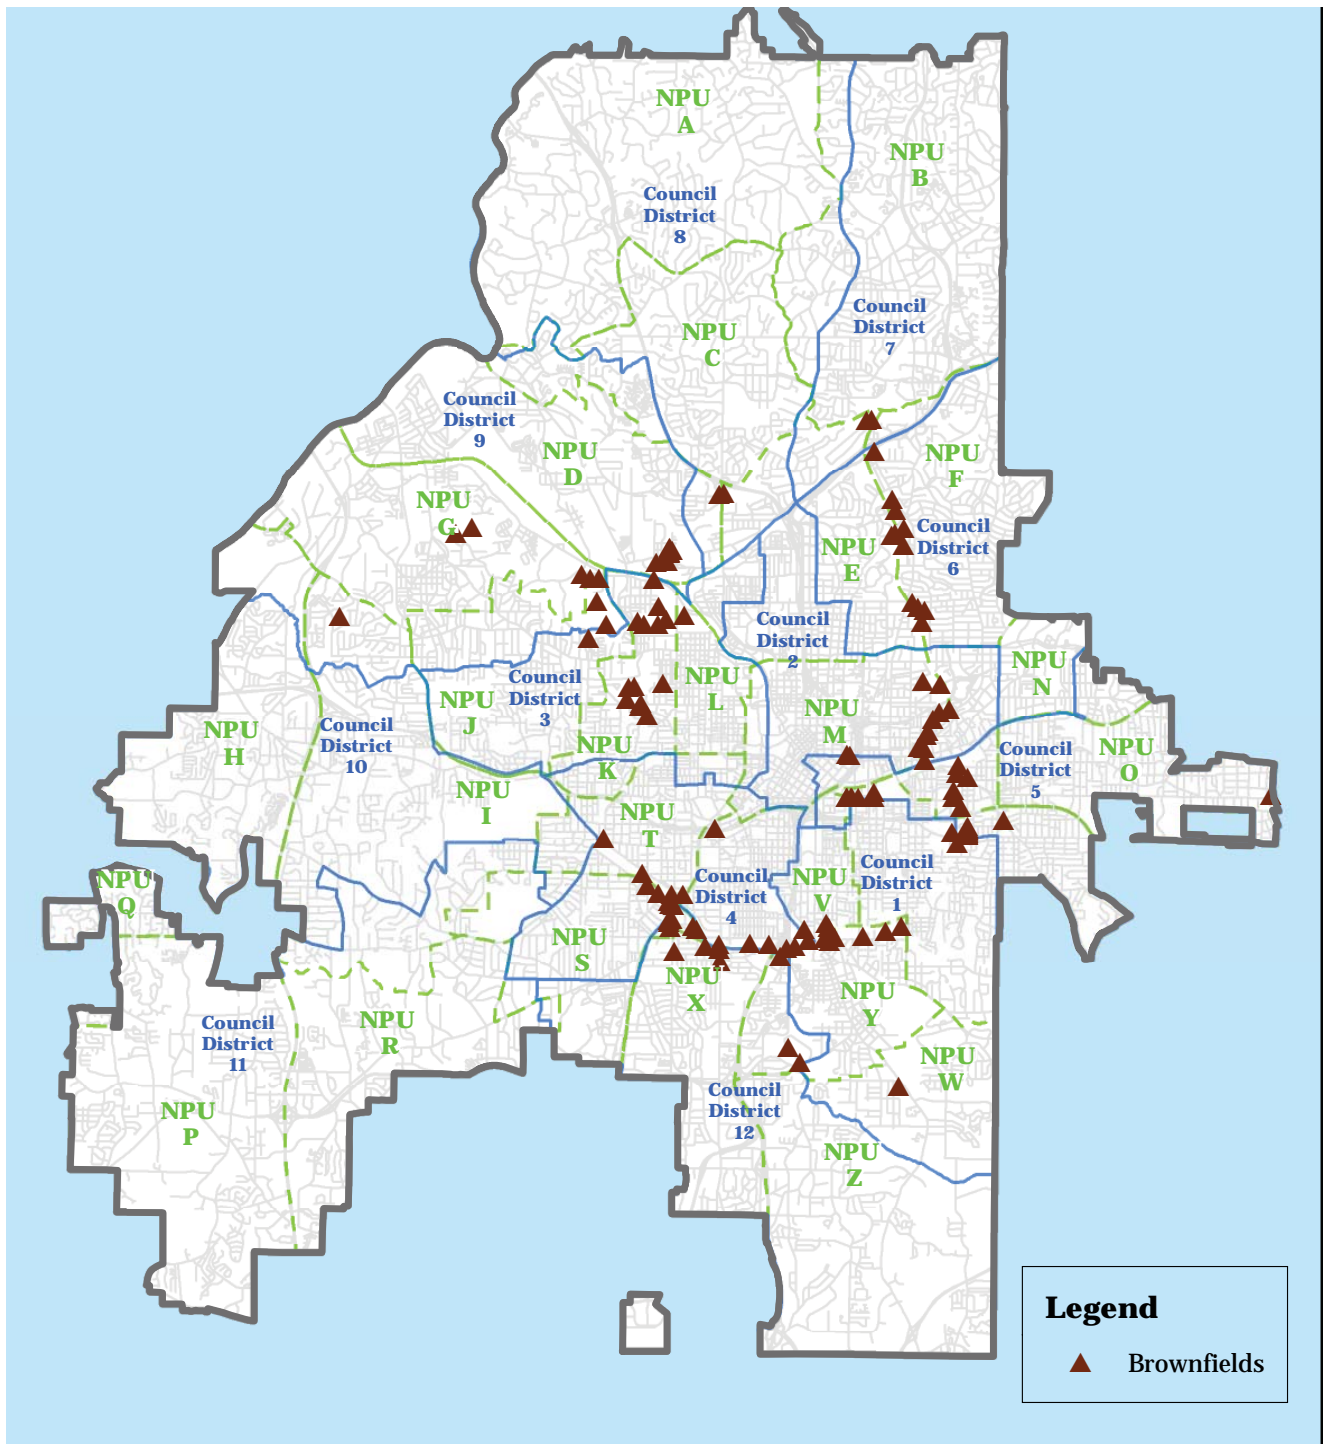 NPU
A
NPU
B
Council
District
8
Council
District
7
NPU
C
Council
District
9
NPU
D
NPU
F
NPU
G
Council
District
6
NPU
E
Council
District
2
NPU
N
NPU
L
Council
District
3
NPU
J
NPU
M
NPU
H
Council
District
10
NPU
K
Council
District
5
NPU
O
NPU
I
NPU
T
NPU
Q
Council
District
4
NPU
V
Council
District
1
NPU
S
NPU
X
NPU
Y
Council
District
11
NPU
R
NPU
W
Council
District
12
NPU
P
NPU
Z
Legend
Brownfields